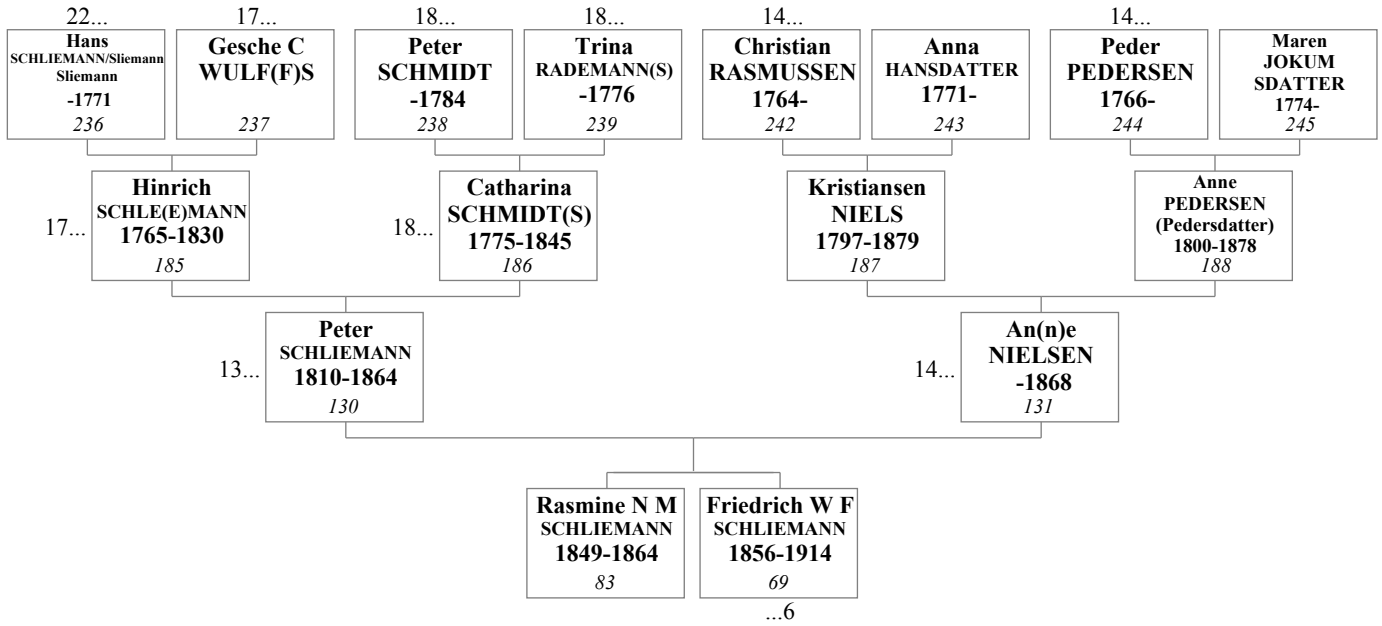 22...
17...
18...
18...
14...
14...
Hans
SCHLIEMANN/Sliemann
Sliemann
-1771
236
Gesche C
WULF(F)S
237
Peter
SCHMIDT
-1784
238
Trina
RADEMANN(S)
-1776
239
Christian
RASMUSSEN
1764-
242
Anna
HANSDATTER
1771-
243
Peder
PEDERSEN
1766-
244
Maren
JOKUM
SDATTER
1774-
245
17...
Hinrich
SCHLE(E)MANN
1765-1830
185
18...
Catharina
SCHMIDT(S)
1775-1845
186
Kristiansen
NIELS
1797-1879
187
Anne
PEDERSEN
(Pedersdatter)
1800-1878
188
13...
Peter
SCHLIEMANN
1810-1864
130
14...
An(n)e
NIELSEN
-1868
131
Rasmine N M
SCHLIEMANN
1849-1864
83
Friedrich W F
SCHLIEMANN
1856-1914
69
...6